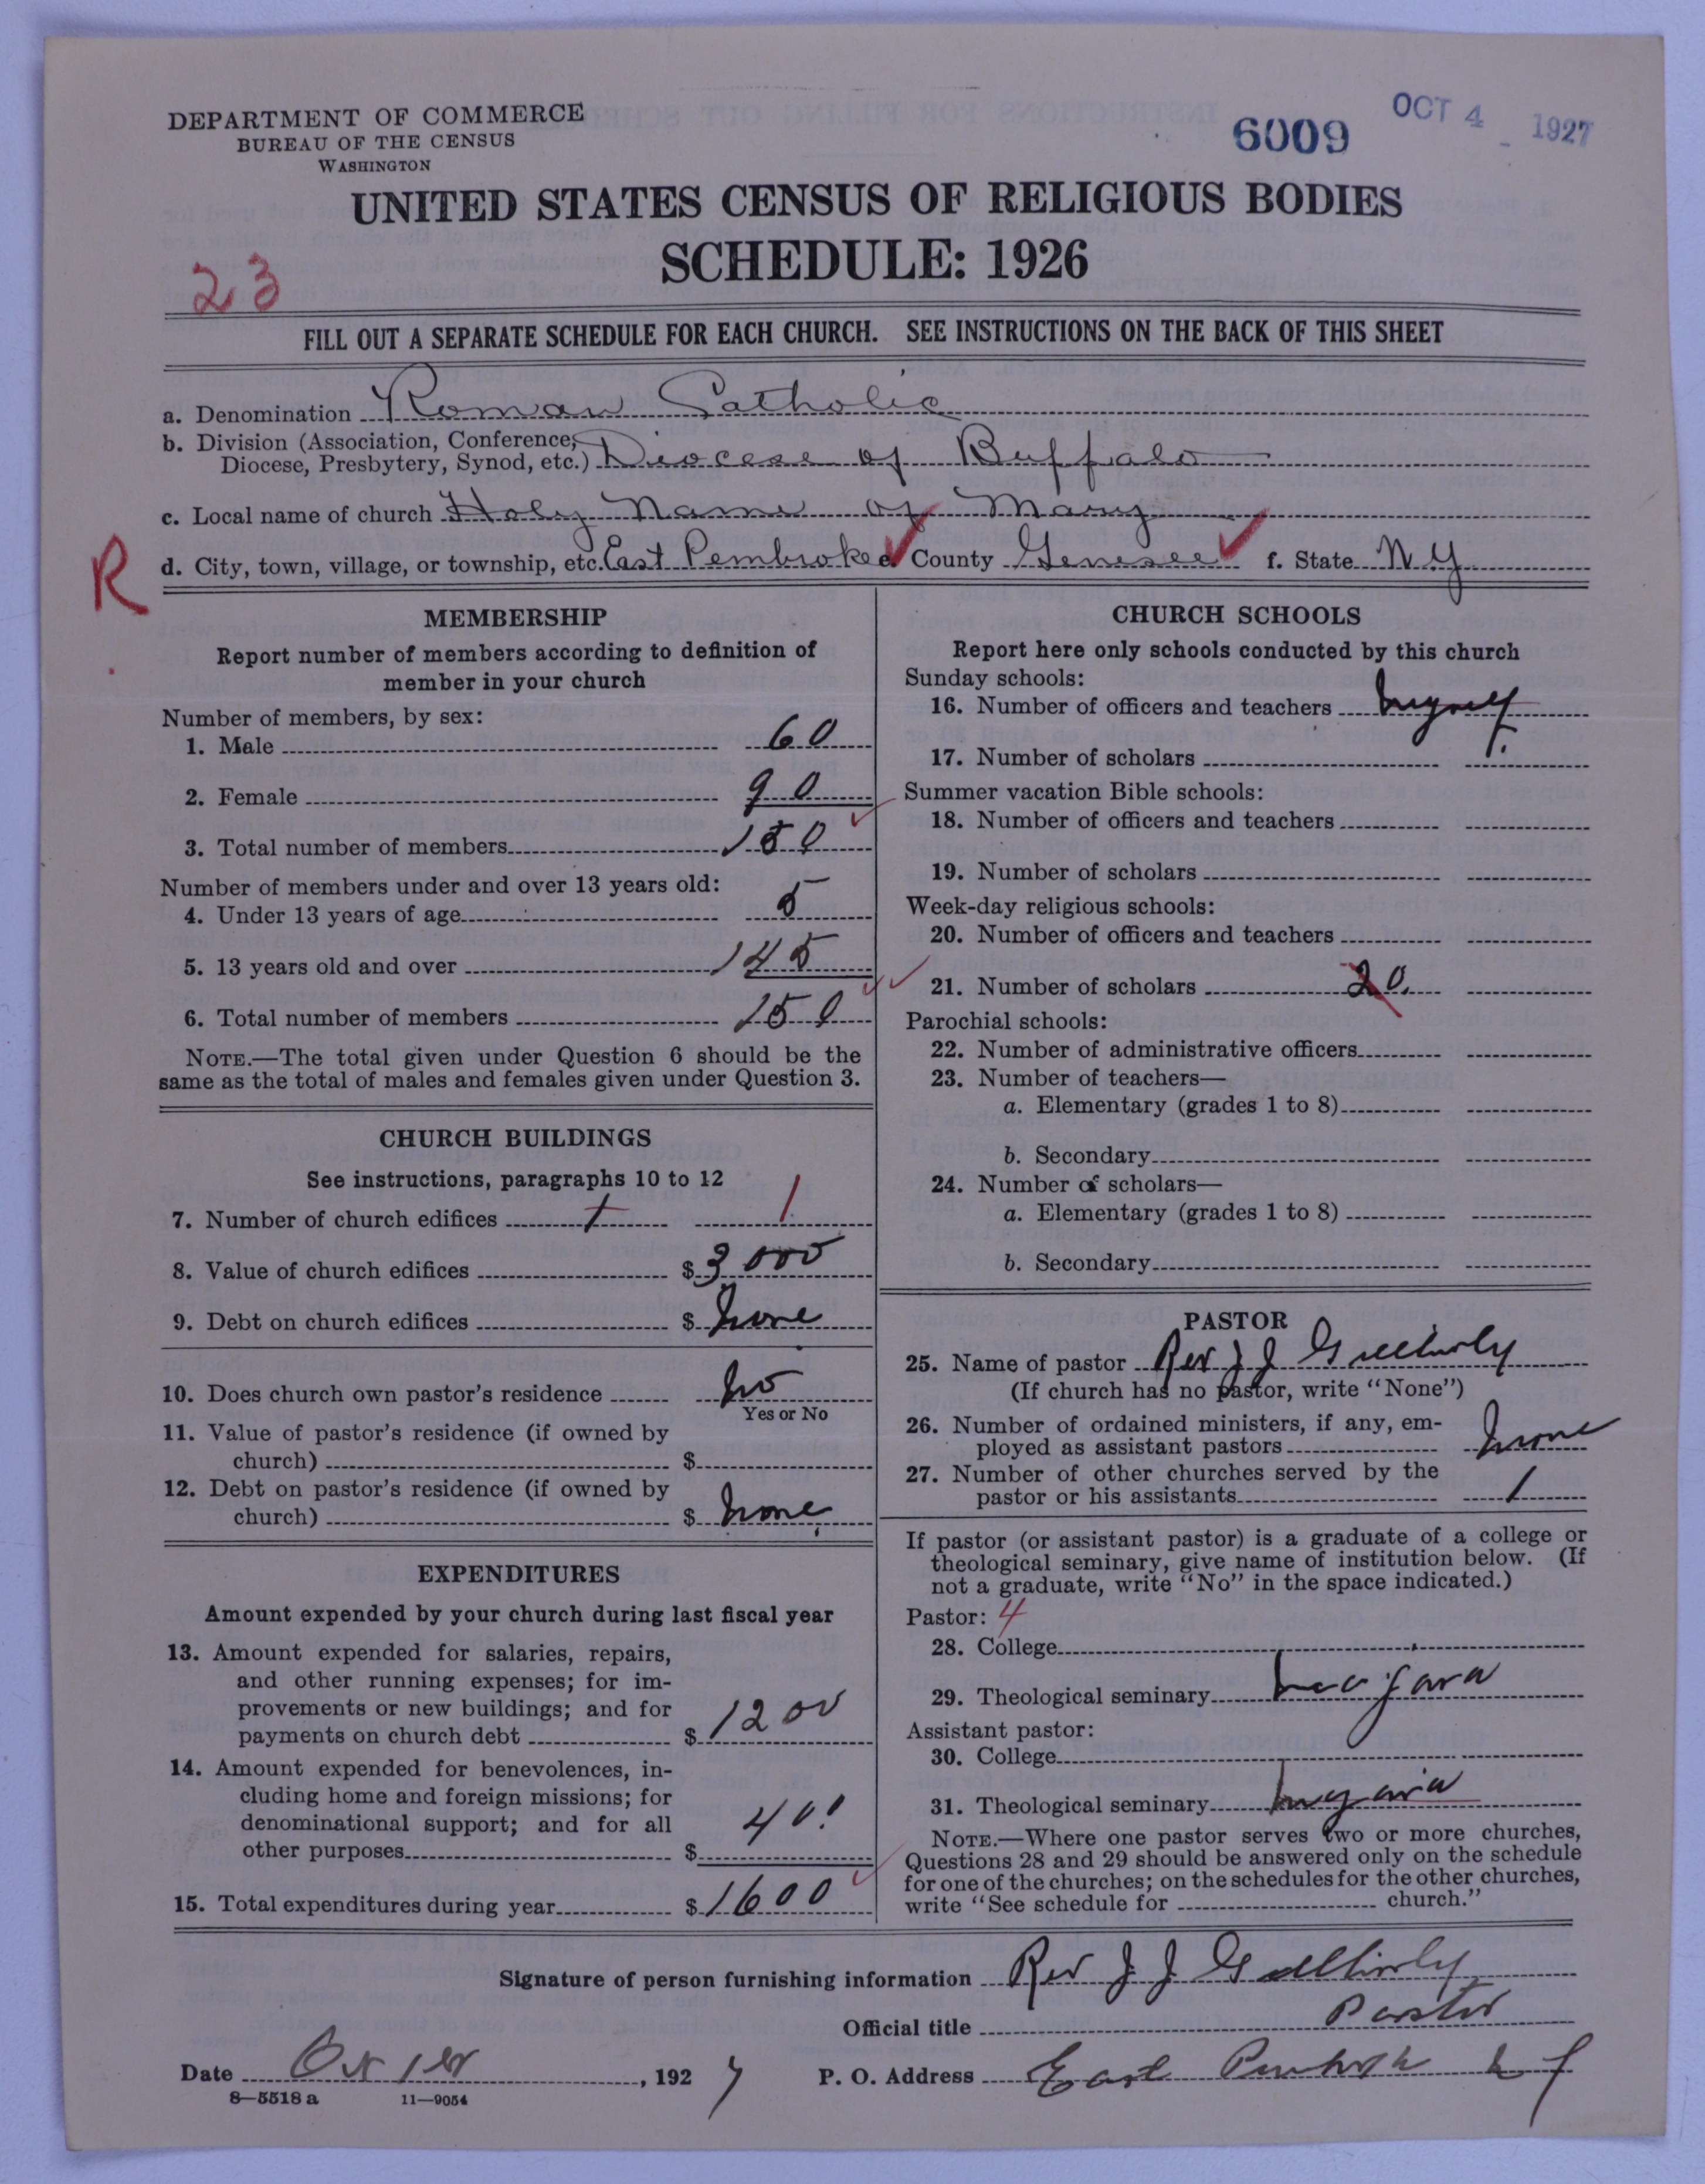 DEPARTMENT OF COMMERCE
BUREAU OF THE CENSUS
WASHINGTON
6009
OCT 4 1927
UNITED STATES CENSUS OF RELIGIOUS BODIES
SCHEDULE: 1926
23
FILL OUT A SEPARATE SCHEDULE FOR EACH CHURCH. SEE INSTRUCTIONS ON THE BACK OF THIS SHEET
a. Denomination Roman Catholic
b. Division (Association, Conference,
Diocese, Presbytery, Synod, etc.) Diocese of Buffalo
c. Local name of church Holy Name of Mary
R
d. City, town, village, or township, etc. East Pembroke e. County Genesee f. State N Y
MEMBERSHIP
Report number of members according to definition of
member in your church
Number of members, by sex:
1. Male 60
2. Female 90
3. Total number of members 150
Number of members under and over 13 years old:
4. Under 13 years of age 5
5. 13 years old and over 145
6. Total number of members 150
NOTE.—The total given under Question 6 should be the
same as the total of males and females given under Question 3.
CHURCH BUILDINGS
See instructions, paragraphs 10 to 12
7. Number of church edifices 1 1
8. Value of church edifices $ 3000
9. Debt on church edifices $ None
10. Does church own pastor's residence No
Yes or No
11. Value of pastor's residence (if owned by
church) $
12. Debt on pastor's residence (if owned by
church) $ None
EXPENDITURES
Amount expended by your church during last fiscal year
13. Amount expended for salaries, repairs,
and other running expenses; for im-
provements or new buildings; and for
payments on church debt $ 1200
14. Amount expended for benevolences, in-
cluding home and foreign missions; for
denominational support; and for all
other purposes $ 400
15. Total expenditures during year $ 1600
CHURCH SCHOOLS
Report here only schools conducted by this church
Sunday schools:
16. Number of officers and teachers myself
17. Number of scholars
Summer vacation Bible schools:
18. Number of officers and teachers
19. Number of scholars
Week-day religious schools:
20. Number of officers and teachers
21. Number of scholars 20
Parochial schools:
22. Number of administrative officers
23. Number of teachers—
a. Elementary (grades 1 to 8)
b. Secondary
24. Number of scholars—
a. Elementary (grades 1 to 8)
b. Secondary
PASTOR
25. Name of pastor Rev J J
(If church has no pastor, write "None")
26. Number of ordained ministers, if any, em-
ployed as assistant pastors None
27. Number of other churches served by the
pastor or his assistants 1
If pastor (or assistant pastor) is a graduate of a college or
theological seminary, give name of institution below. (If
not a graduate, write "No" in the space indicated.)
Pastor: 4
28. College
29. Theological seminary Niagara
Assistant pastor:
30. College
31. Theological seminary
NOTE.—Where one pastor serves two or more churches,
Questions 28 and 29 should be answered only on the schedule
for one of the churches; on the schedules for the other churches,
write "See schedule for church."
Signature of person furnishing information Rev J J
Official title Pastor
Date Oct 1st, 1927 P. O. Address East Pembroke N Y
8—5518 a 11—9054